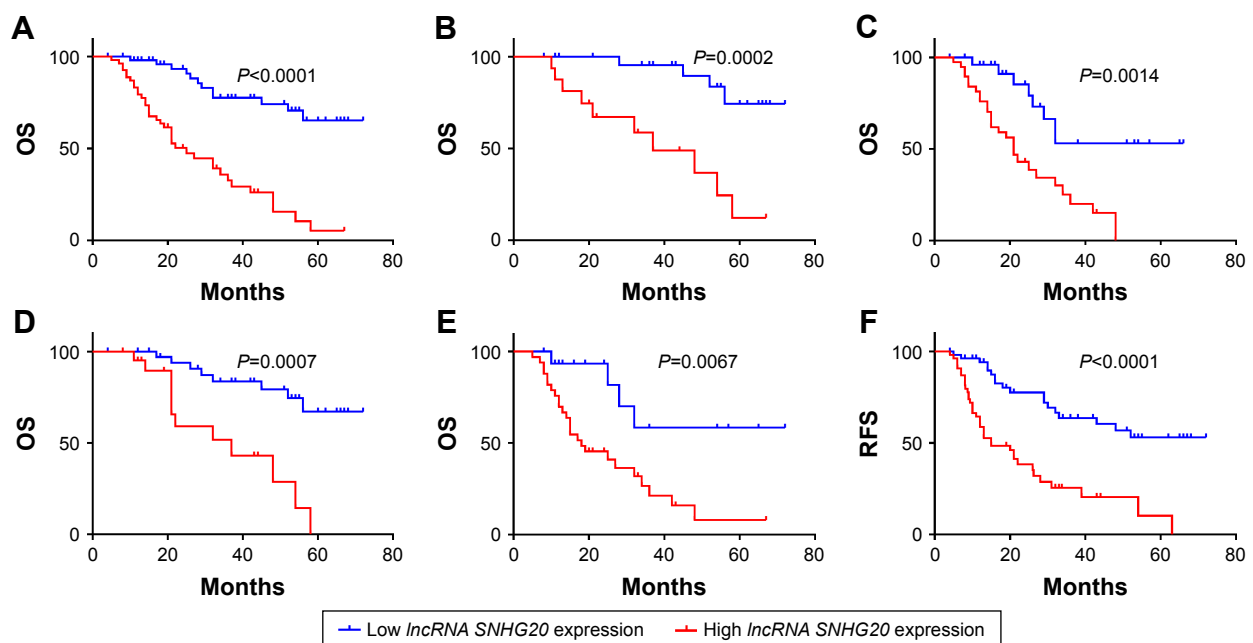 A
B
C
100
50
0
OS
P<0.0001
0 20 40 60 80
Months
100
50
0
OS
P=0.0002
0 20 40 60 80
Months
100
50
0
OS
P=0.0014
0 20 40 60 80
Months
D
E
F
100
50
0
OS
P=0.0007
0 20 40 60 80
Months
100
50
0
OS
P=0.0067
0 20 40 60 80
Months
100
50
0
RFS
P<0.0001
0 20 40 60 80
Months
Low lncRNA SNHG20 expression
High lncRNA SNHG20 expression